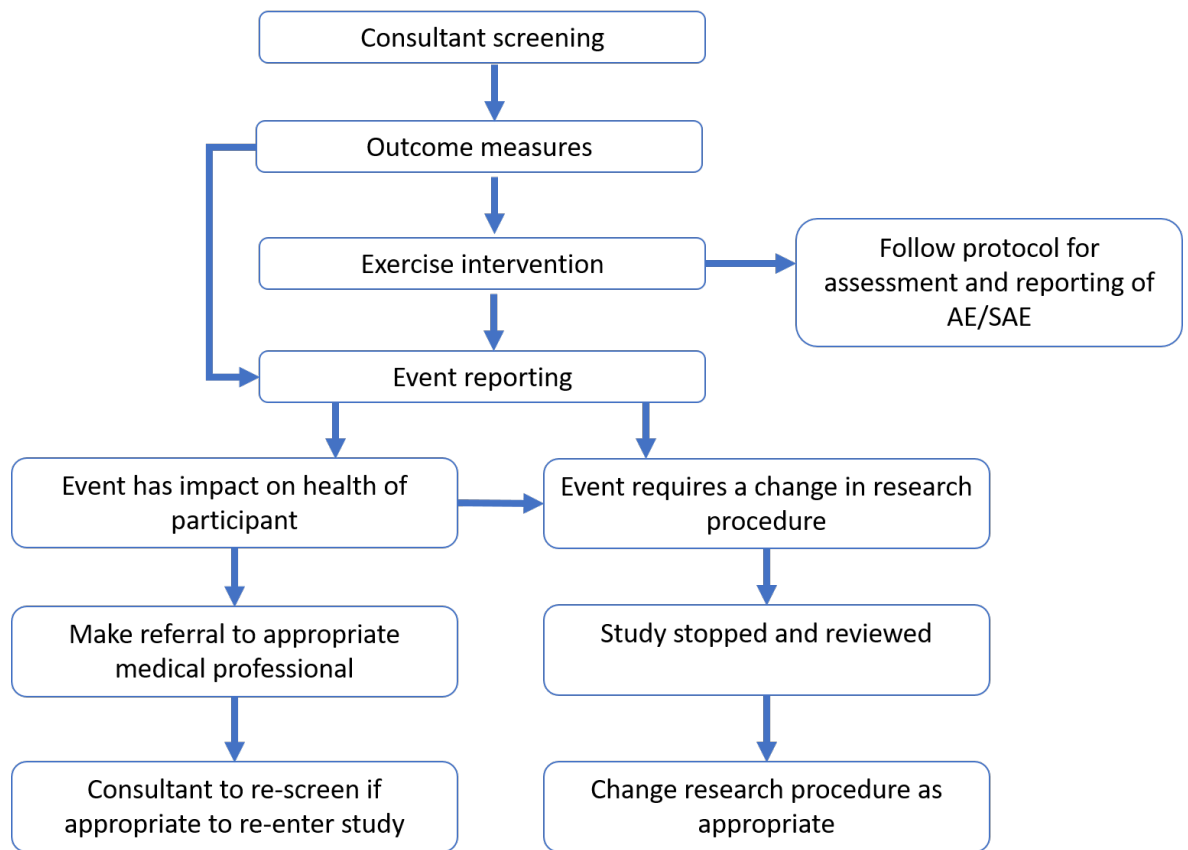 Consultant screening
Outcome measures
Exercise intervention
Follow protocol for
assessment and reporting of
AE/SAE
Event reporting
Event has impact on health of
participant
Event requires a change in research
procedure
Make referral to appropriate
medical professional
Study stopped and reviewed
Consultant to re-screen if
appropriate to re-enter study
Change research procedure as
appropriate